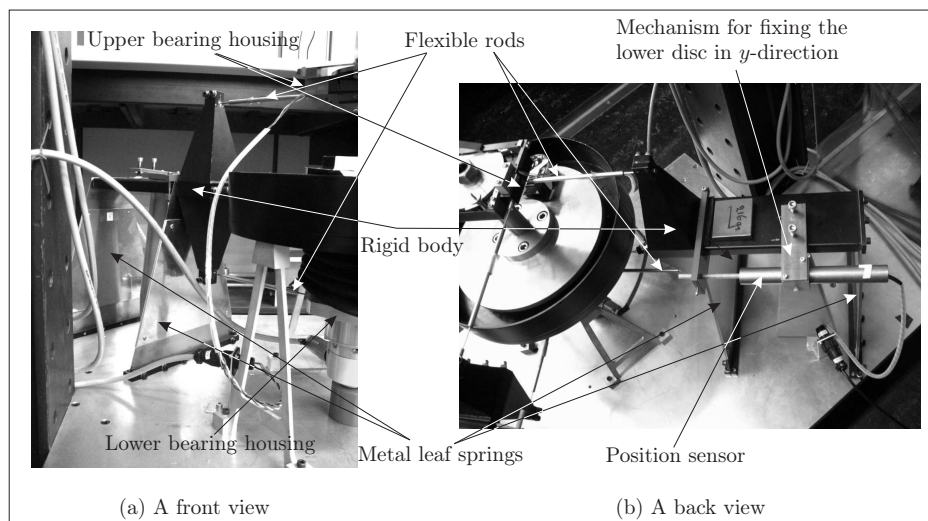 Upper bearing housing
Flexible rods
Mechanism for fixing the
lower disc in y-direction
Rigid body
Lower bearing housing
Metal leaf springs
Position sensor
(a) A front view
(b) A back view